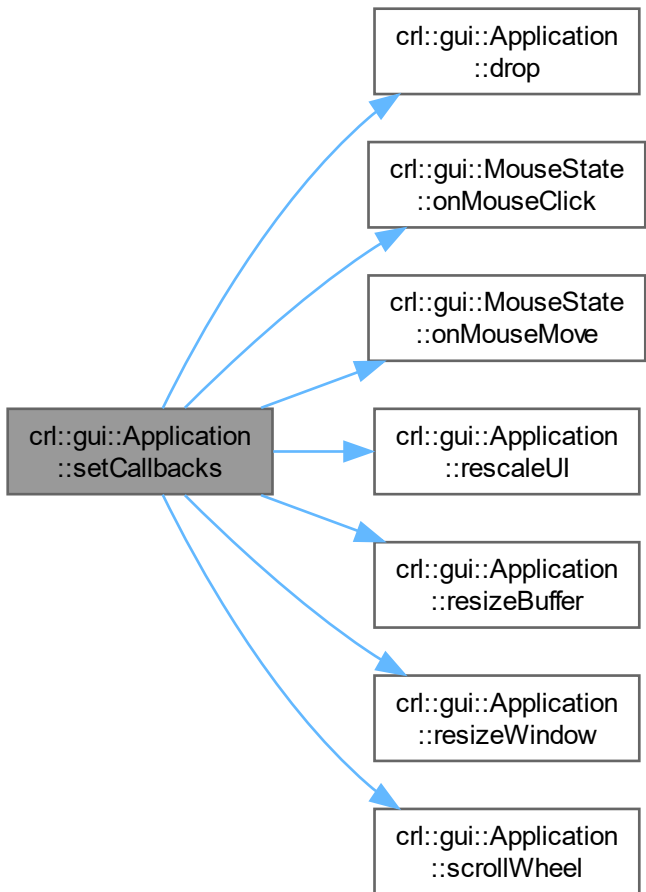 crl::gui::Application
::drop
crl::gui::MouseState
::onMouseClick
crl::gui::MouseState
::onMouseMove
crl::gui::Application
::setCallbacks
crl::gui::Application
::rescaleUI
crl::gui::Application
::resizeBuffer
crl::gui::Application
::resizeWindow
crl::gui::Application
::scrollWheel